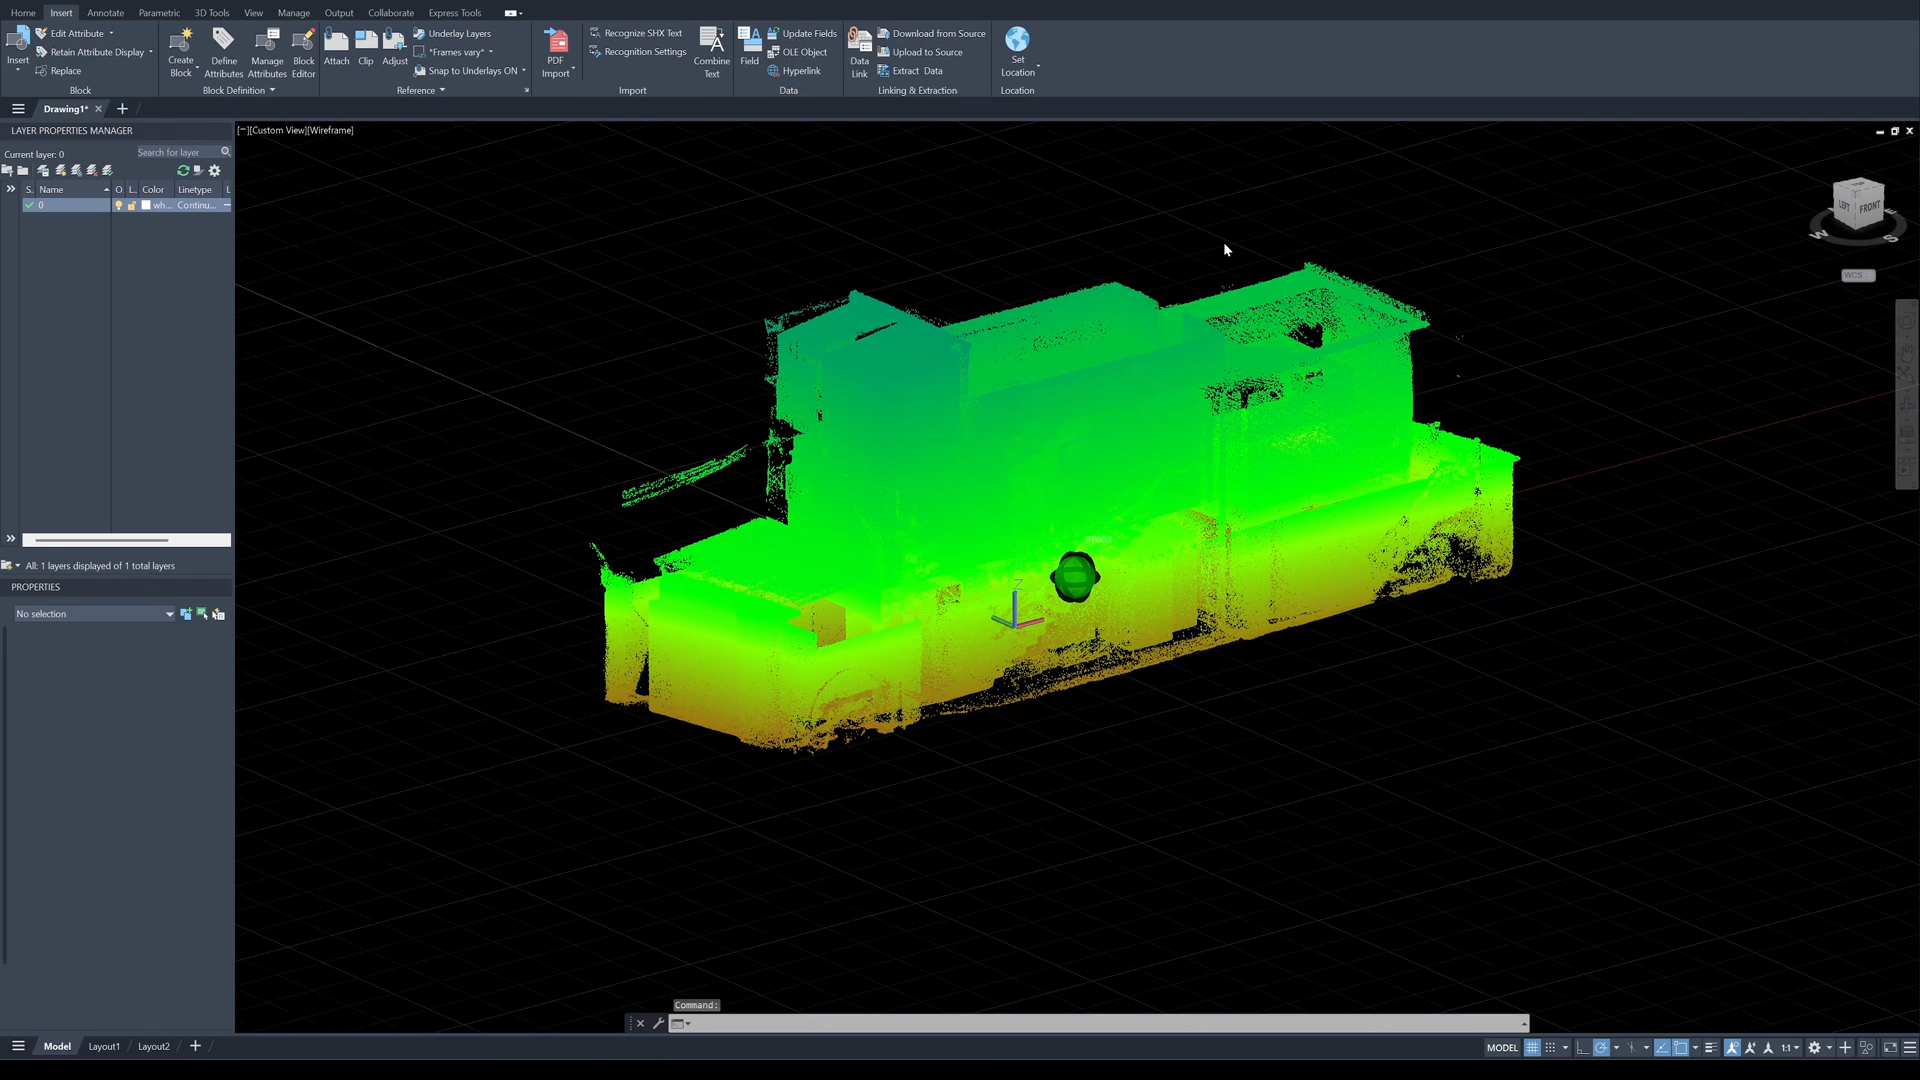 Home Insert Annotate Parametric 3D Tools View Manage Output Collaborate Express Tools
Insert
Edit Attribute
Retain Attribute Display
Replace
Block
Create Block
Define Attributes
Manage Attributes
Block Editor
Block Definition
Attach
Clip
Adjust
Underlay Layers
*Frames vary*
Snap to Underlays ON
Reference
PDF Import
Recognize SHX Text
Recognition Settings
Combine Text
Import
Field
Update Fields
OLE Object
Hyperlink
Data
Data Link
Download from Source
Upload to Source
Extract Data
Linking & Extraction
Set Location
Location
Drawing1*
LAYER PROPERTIES MANAGER
Current layer: 0
Search for layer
S. Name O. L. Color Linetype L
0 wh... Continu...
All: 1 layers displayed of 1 total layers
PROPERTIES
No selection
[−][Custom View][Wireframe]
TOP
LEFT FRONT
W S
WCS
PIVOT
Z
Command:
Model Layout1 Layout2
MODEL 1:1